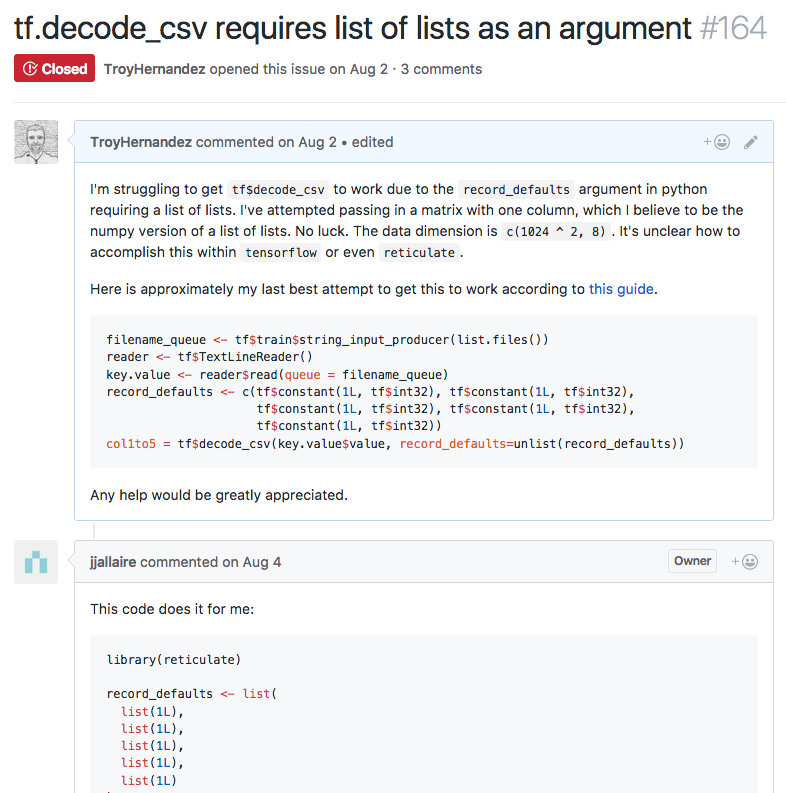 tf.decode_csv requires list of lists as an argument #164
Closed TroyHernandez opened this issue on Aug 2 · 3 comments
TroyHernandez commented on Aug 2 • edited
I'm struggling to get tf$decode_csv to work due to the record_defaults argument in python
requiring a list of lists. I've attempted passing in a matrix with one column, which I believe to be the
numpy version of a list of lists. No luck. The data dimension is c(1024 ^ 2, 8) . It's unclear how to
accomplish this within tensorflow or even reticulate .
Here is approximately my last best attempt to get this to work according to this guide.
filename_queue <- tf$train$string_input_producer(list.files())
reader <- tf$TextLineReader()
key.value <- reader$read(queue = filename_queue)
record_defaults <- c(tf$constant(1L, tf$int32), tf$constant(1L, tf$int32),
tf$constant(1L, tf$int32), tf$constant(1L, tf$int32),
tf$constant(1L, tf$int32))
col1to5 = tf$decode_csv(key.value$value, record_defaults=unlist(record_defaults))
Any help would be greatly appreciated.
jjallaire commented on Aug 4 Owner
This code does it for me:
library(reticulate)
record_defaults <- list(
list(1L),
list(1L),
list(1L),
list(1L),
list(1L)